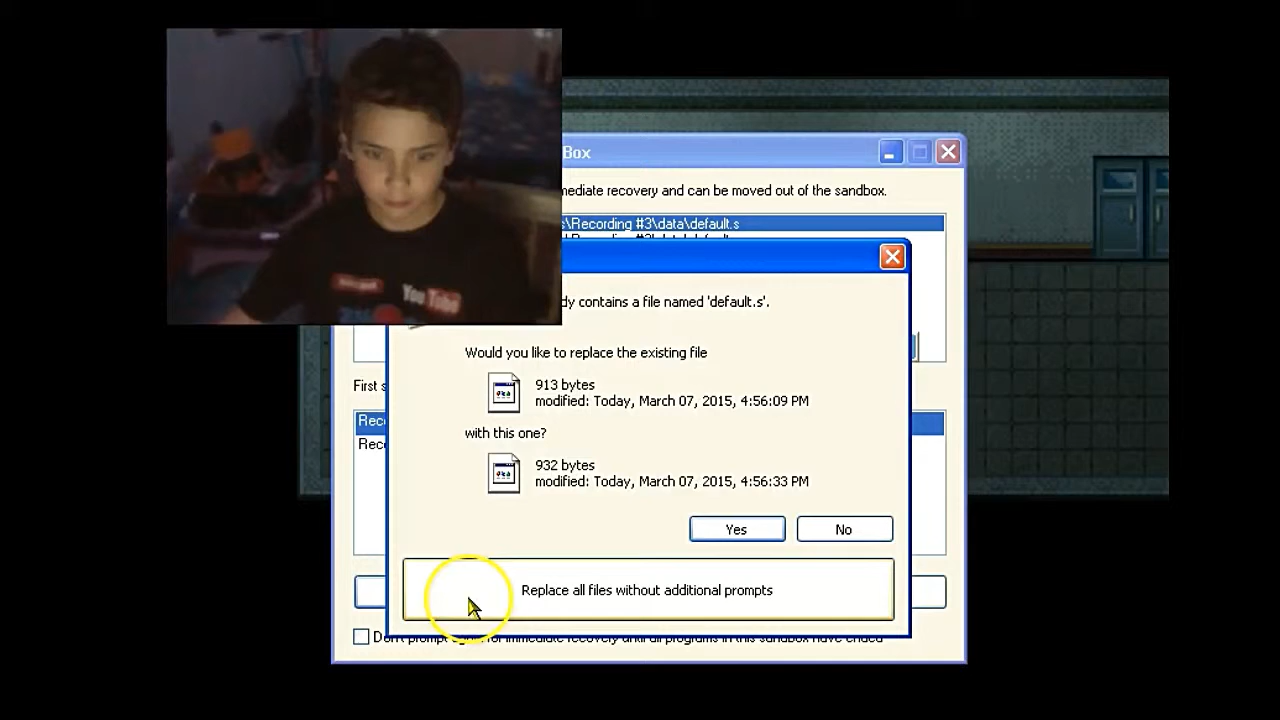 Box
mediate recovery and can be moved out of the sandbox.
s\Recording #3\data\default.s
dy contains a file named 'default.s'.
Would you like to replace the existing file
913 bytes
modified: Today, March 07, 2015, 4:56:09 PM
First s
Rec
with this one?
Rec
932 bytes
modified: Today, March 07, 2015, 4:56:33 PM
Yes No
Replace all files without additional prompts
You Tube